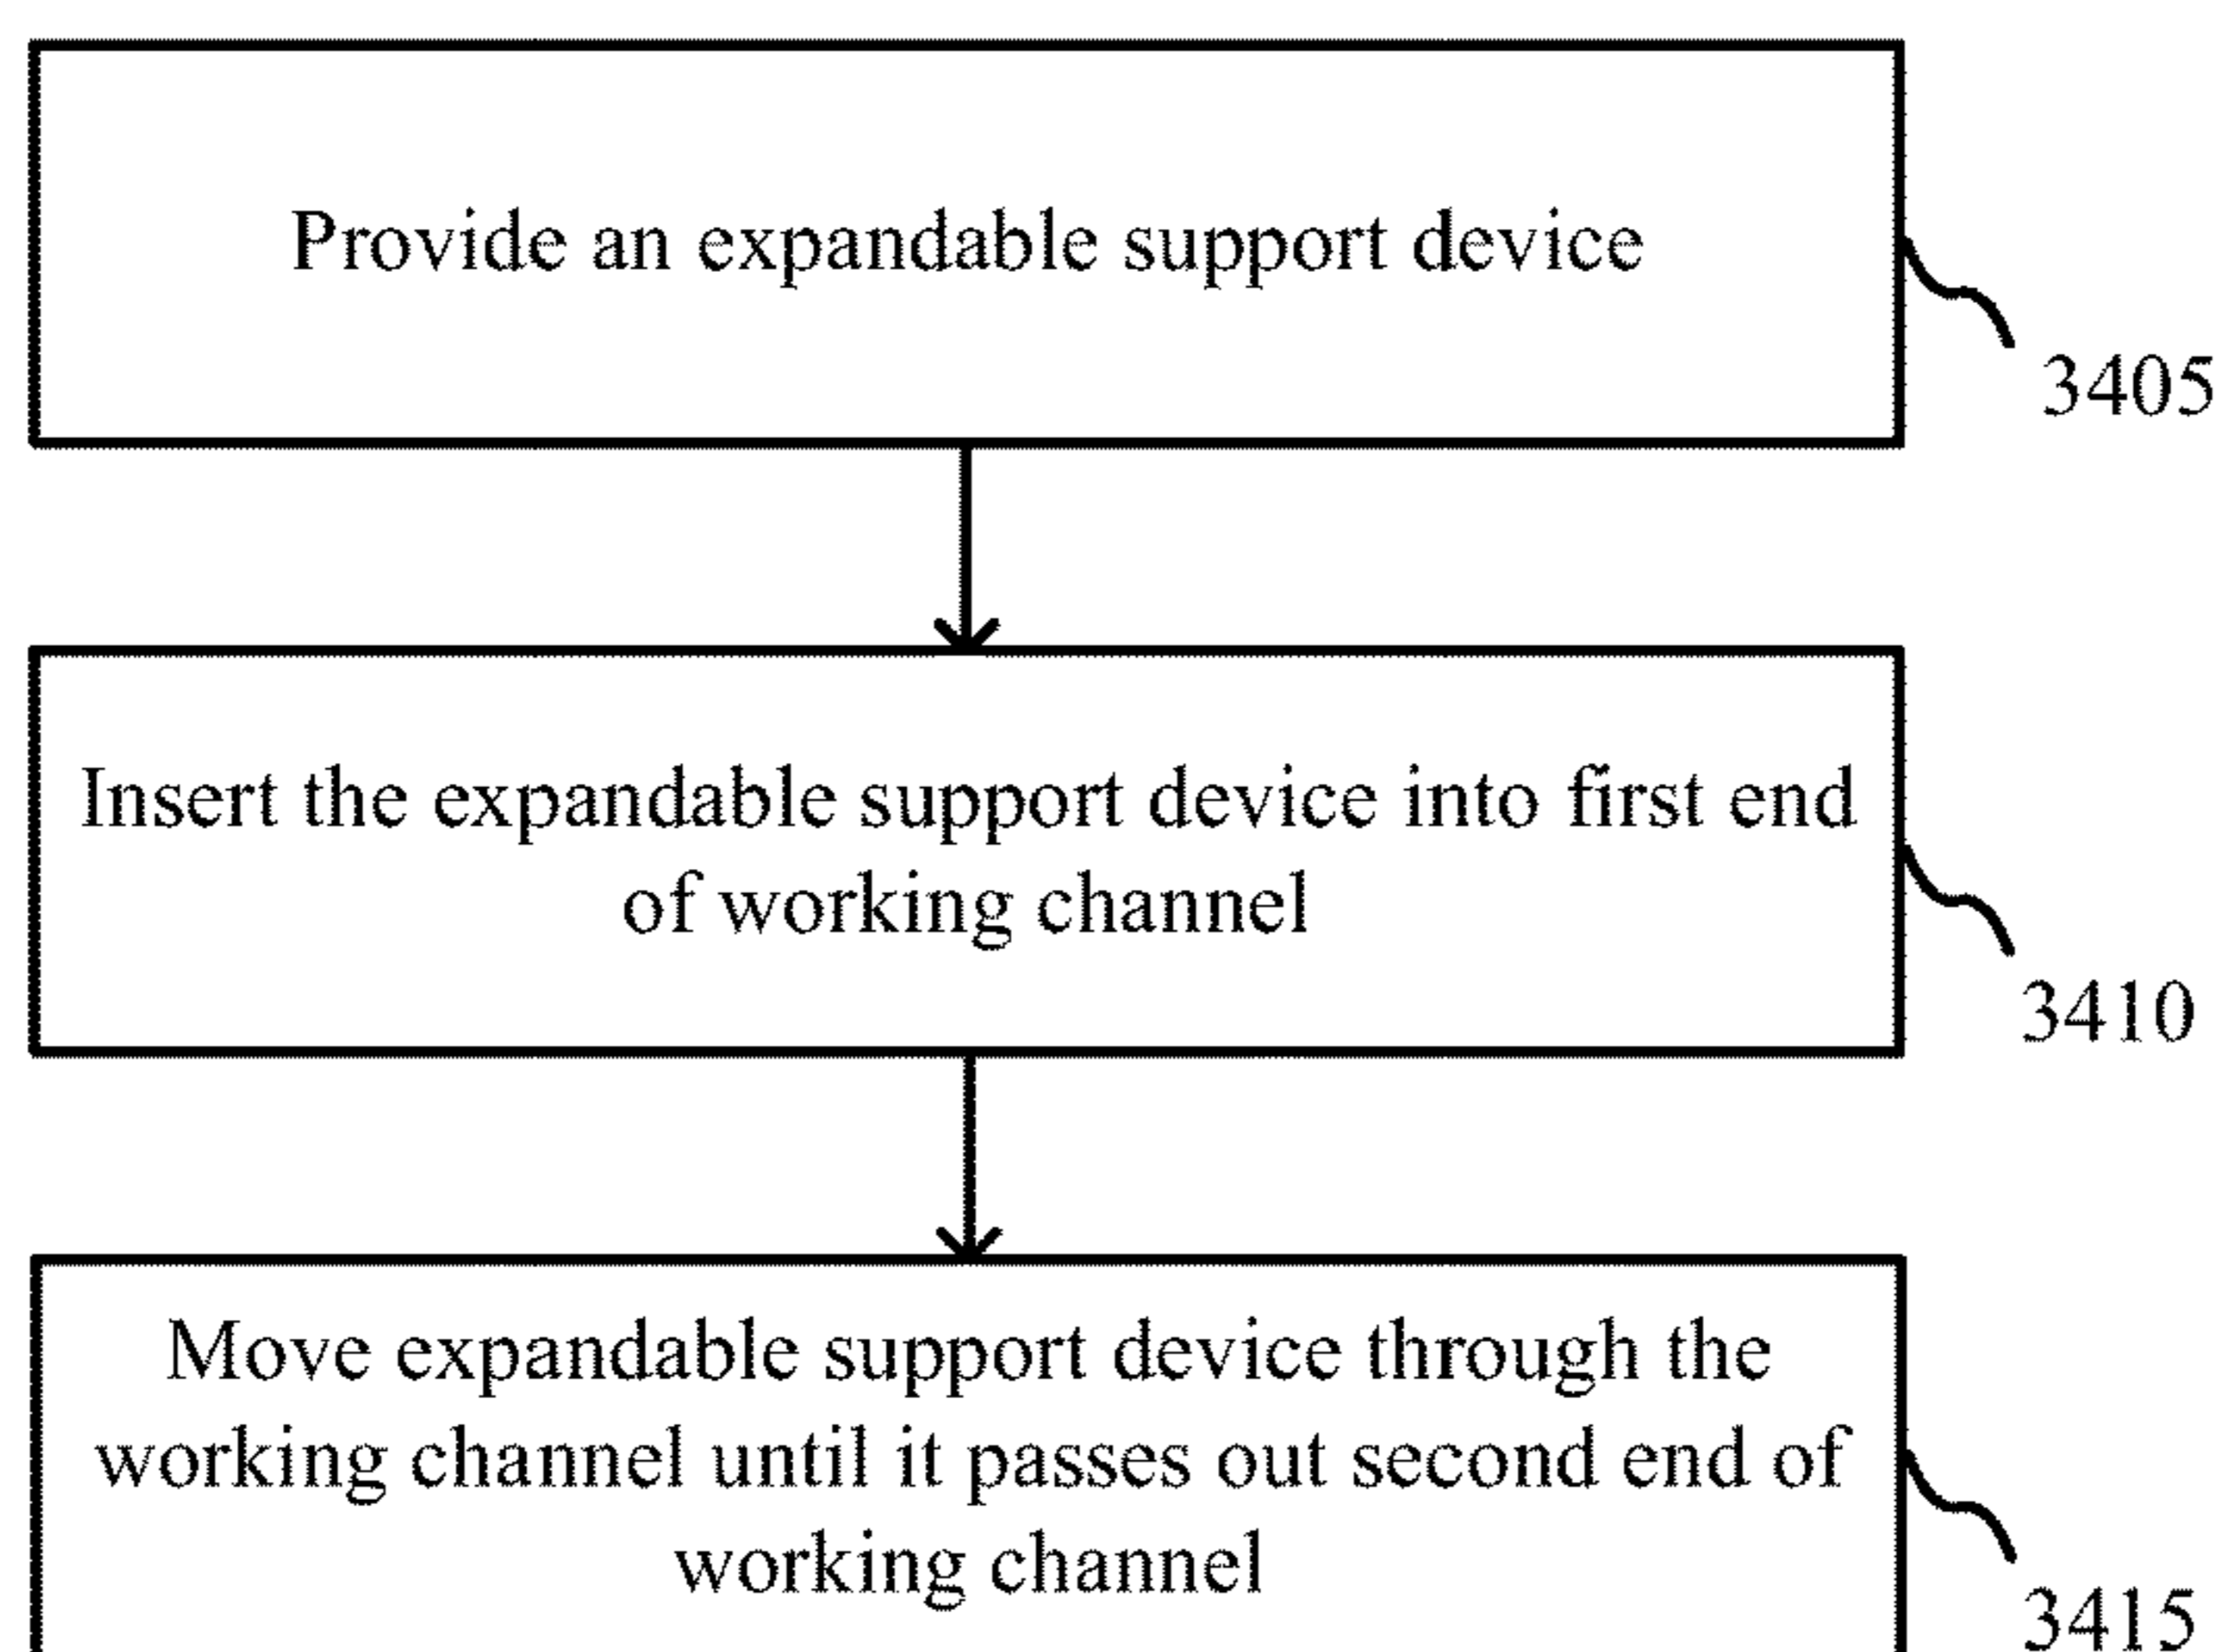 Provide an expandable support device
3405
Insert the expandable support device into first end
of working channel
3410
Move expandable support device through the
working channel until it passes out second end of
working channel
3415